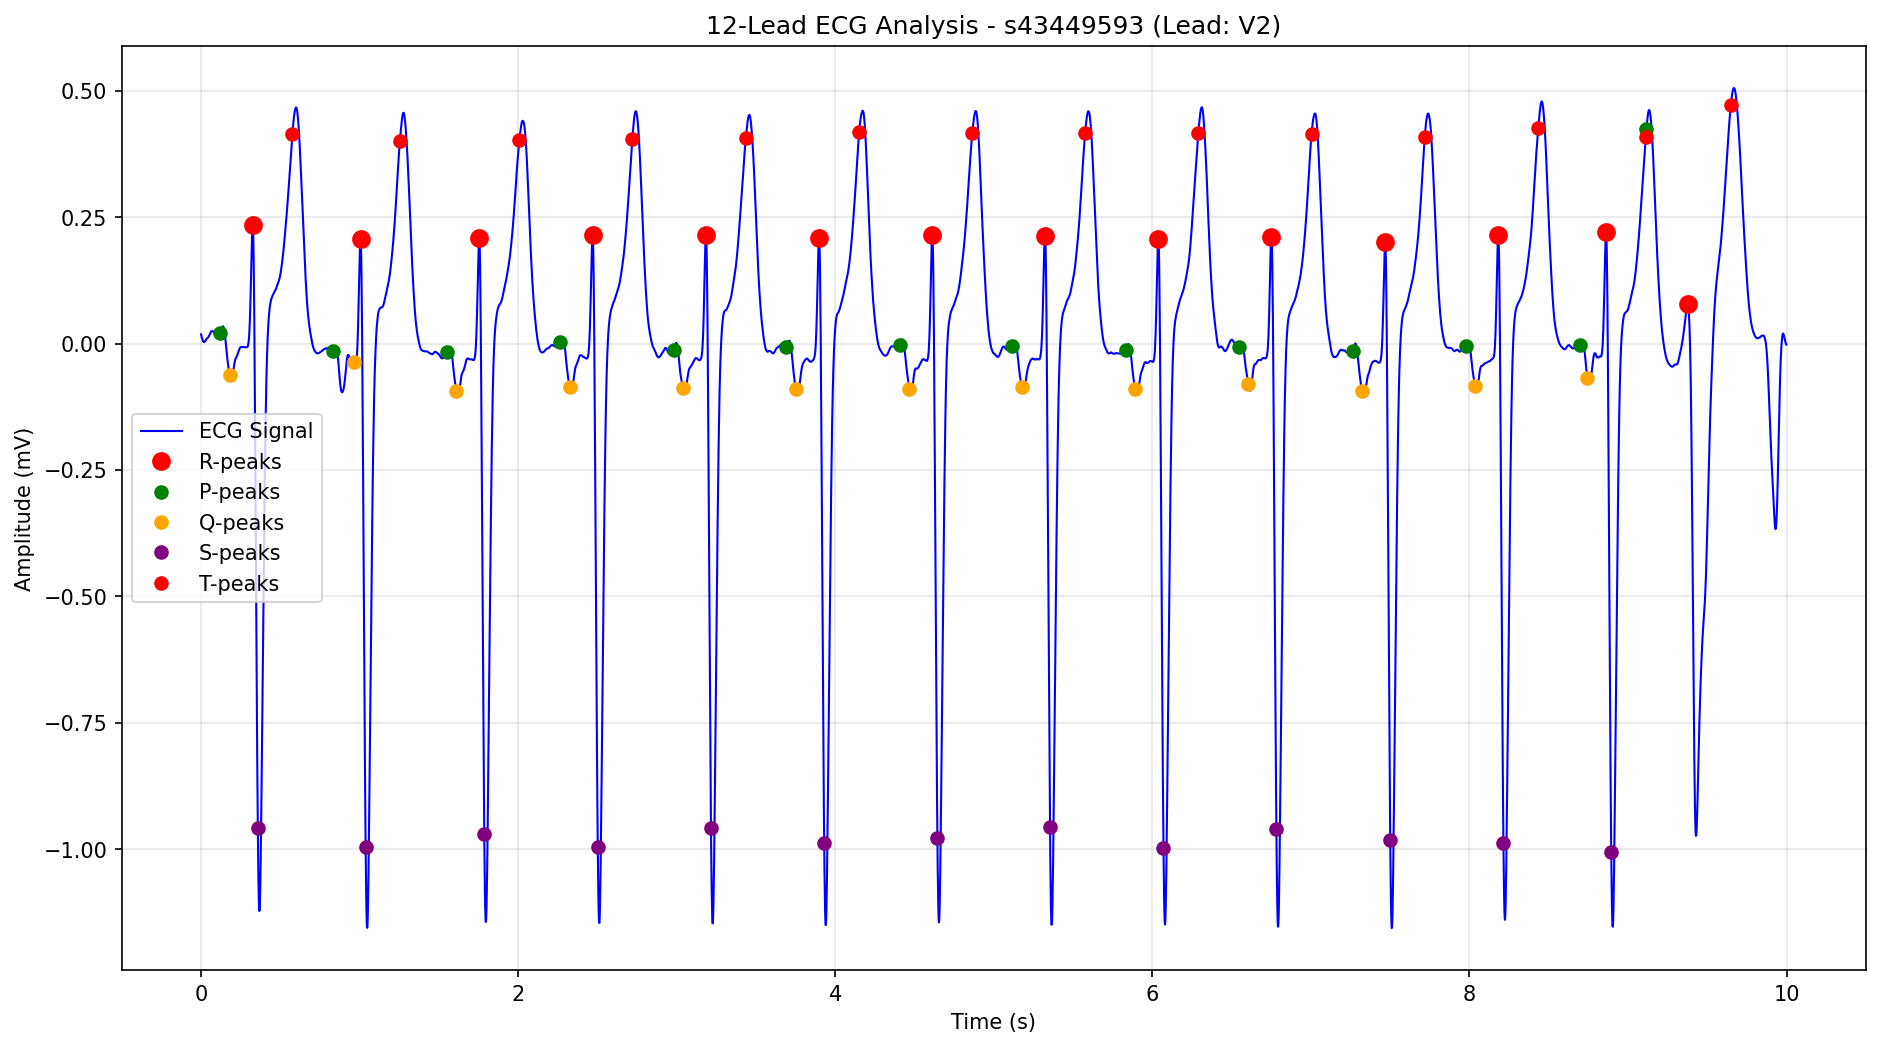 12-Lead ECG Analysis - s43449593 (Lead: V2)
Amplitude (mV)
0.50
0.25
0.00
−0.25
−0.50
−0.75
−1.00
ECG Signal
R-peaks
P-peaks
Q-peaks
S-peaks
T-peaks
0 2 4 6 8 10
Time (s)